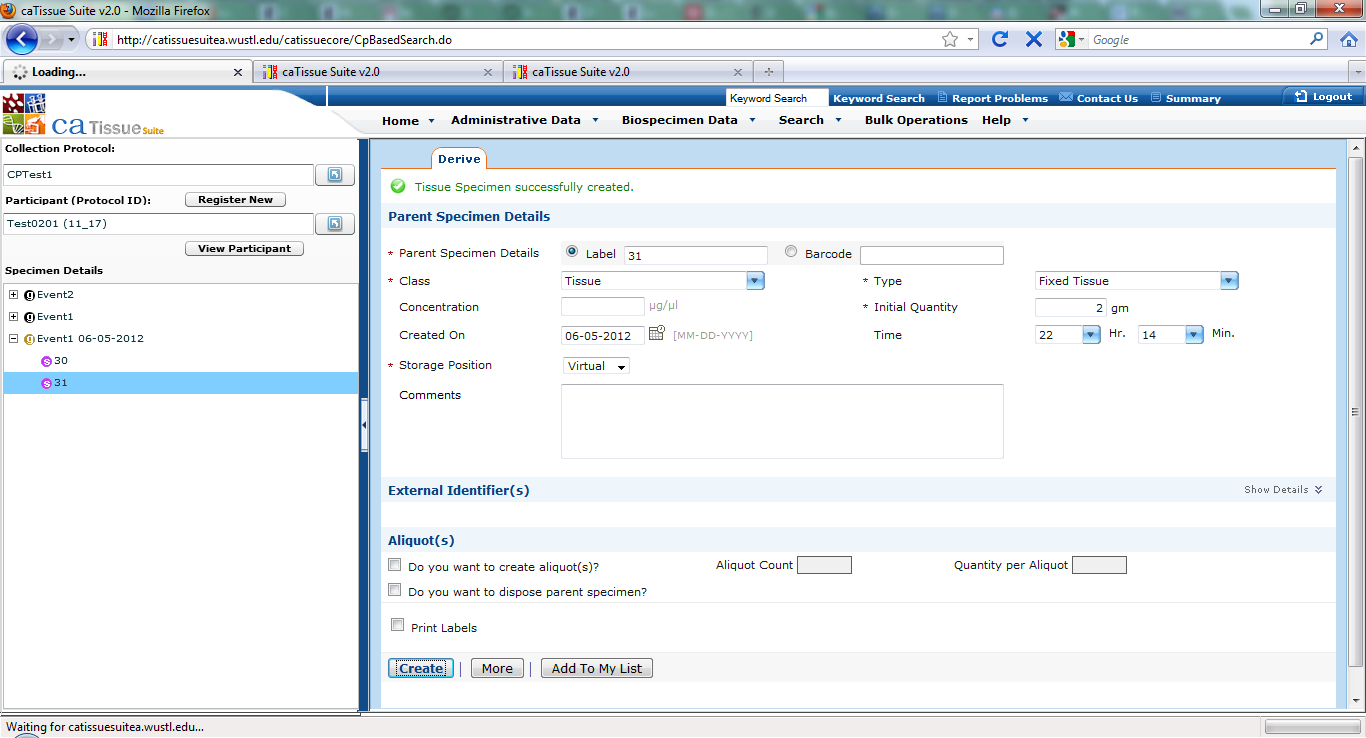 caTissue Suite v2.0 - Mozilla Firefox
http://catissuesuitea.wustl.edu/catissuecore/CpBasedSearch.do
Google
Loading...
caTissue Suite v2.0
caTissue Suite v2.0
Keyword Search
Keyword Search
Report Problems
Contact Us
Summary
Logout
ca Tissue Suite
Home
Administrative Data
Biospecimen Data
Search
Bulk Operations
Help
Collection Protocol:
CPTest1
Participant (Protocol ID):
Register New
Test0201 (11_17)
View Participant
Specimen Details
Event2
Event1
Event1 06-05-2012
30
31
Derive
Tissue Specimen successfully created.
Parent Specimen Details
* Parent Specimen Details
Label
31
Barcode
* Class
Tissue
* Type
Fixed Tissue
Concentration
µg/µl
* Initial Quantity
2 gm
Created On
06-05-2012
[MM-DD-YYYY]
Time
22
Hr.
14
Min.
* Storage Position
Virtual
Comments
External Identifier(s)
Show Details
Aliquot(s)
Do you want to create aliquot(s)?
Aliquot Count
Quantity per Aliquot
Do you want to dispose parent specimen?
Print Labels
Create
|
More
|
Add To My List
Waiting for catissuesuitea.wustl.edu...